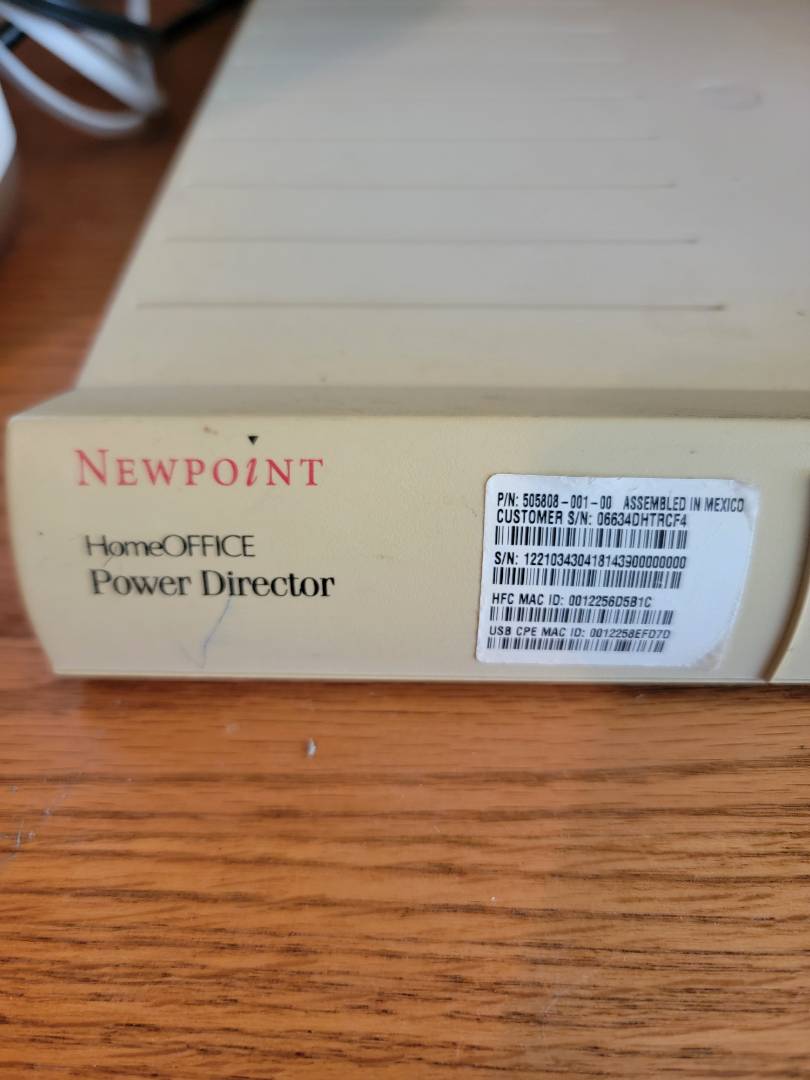 NEWPOiNT
HomeOFFICE
Power Director
P/N: 505808-001-00 ASSEMBLED IN MEXICO
CUSTOMER S/N: 06634DHTRCF4
S/N: 122103430418143900000000
HFC MAC ID: 0012256D5B1C
USB CPE MAC ID: 0012258EFD7D